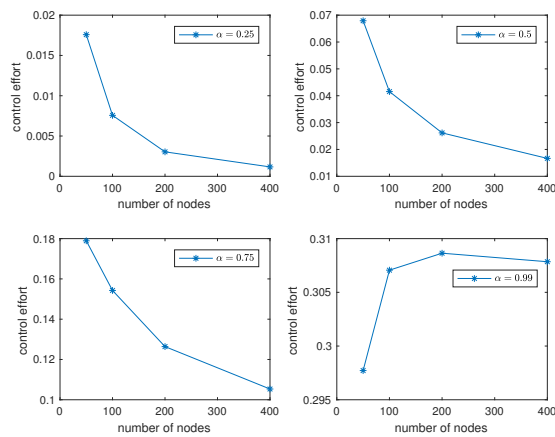 0.02
0.015
0.01
0.005
0
control effort
α = 0.25
0 100 200 300 400
number of nodes
0.07
0.06
0.05
0.04
0.03
0.02
0.01
control effort
α = 0.5
0 100 200 300 400
number of nodes
0.18
0.16
0.14
0.12
0.1
control effort
α = 0.75
0 100 200 300 400
number of nodes
0.31
0.305
0.3
0.295
control effort
α = 0.99
0 100 200 300 400
number of nodes